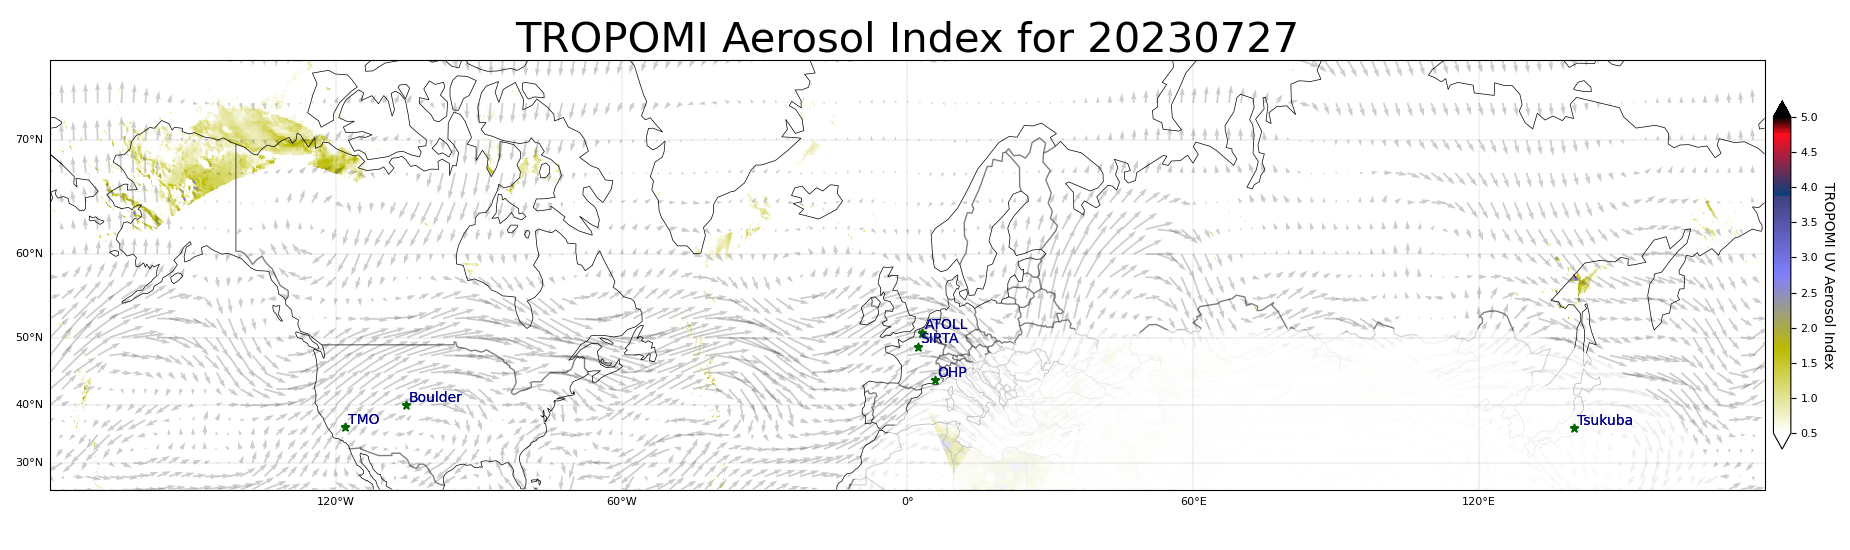 TROPOMI Aerosol Index for 20230727
70°N
60°N
50°N
40°N
30°N
120°W
60°W
0°
60°E
120°E
ATOLL
SIRTA
OHP
Boulder
TMO
Tsukuba
5.0
4.5
4.0
3.5
3.0
2.5
2.0
1.5
1.0
0.5
TROPOMI UV Aerosol Index